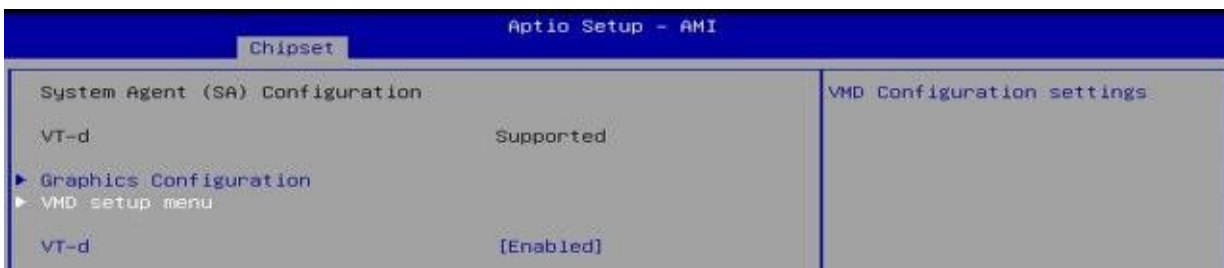 Aptio Setup - AMI
Chipset
System Agent (SA) Configuration
VMD Configuration settings
VT-d Supported
Graphics Configuration
VMD setup menu
VT-d [Enabled]